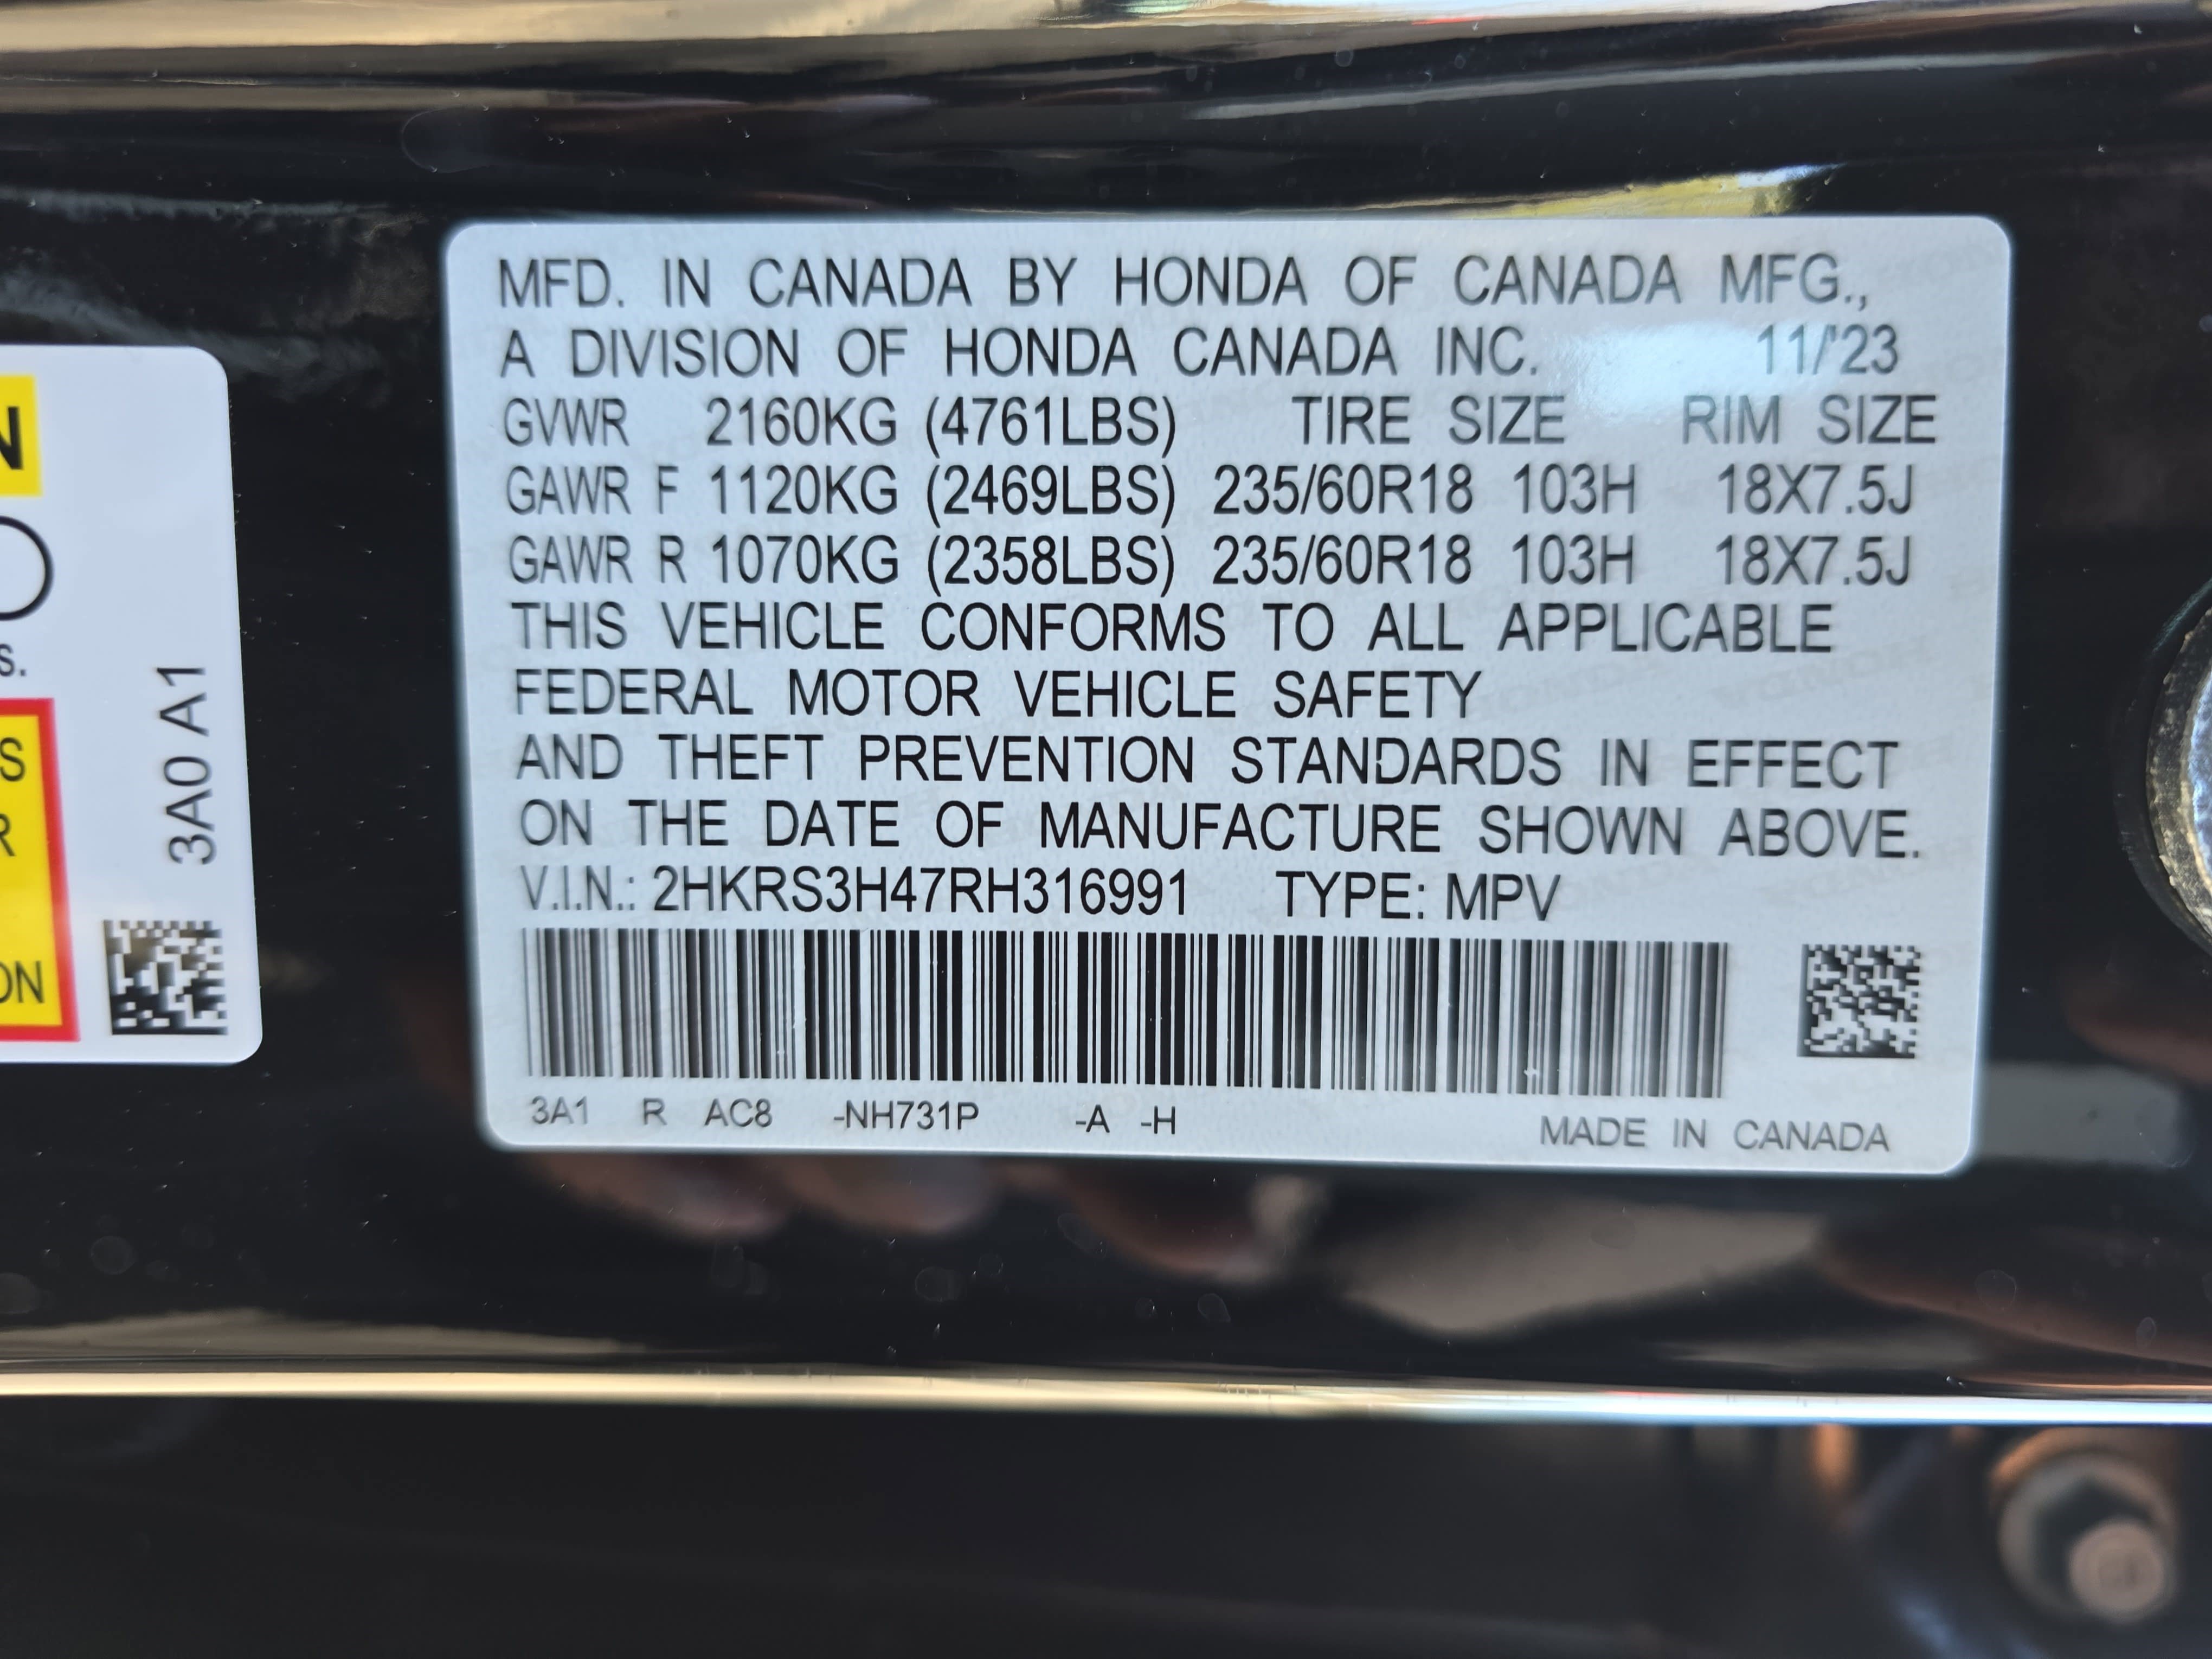 MFD. IN CANADA BY HONDA OF CANADA MFG.,
A DIVISION OF HONDA CANADA INC. 11/'23
GVWR 2160KG (4761LBS) TIRE SIZE RIM SIZE
GAWR F 1120KG (2469LBS) 235/60R18 103H 18X7.5J
GAWR R 1070KG (2358LBS) 235/60R18 103H 18X7.5J
THIS VEHICLE CONFORMS TO ALL APPLICABLE
FEDERAL MOTOR VEHICLE SAFETY
AND THEFT PREVENTION STANDARDS IN EFFECT
ON THE DATE OF MANUFACTURE SHOWN ABOVE.
V.I.N.: 2HKRS3H47RH316991 TYPE: MPV
3A1 R AC8 -NH731P -A -H MADE IN CANADA
3A0 A1